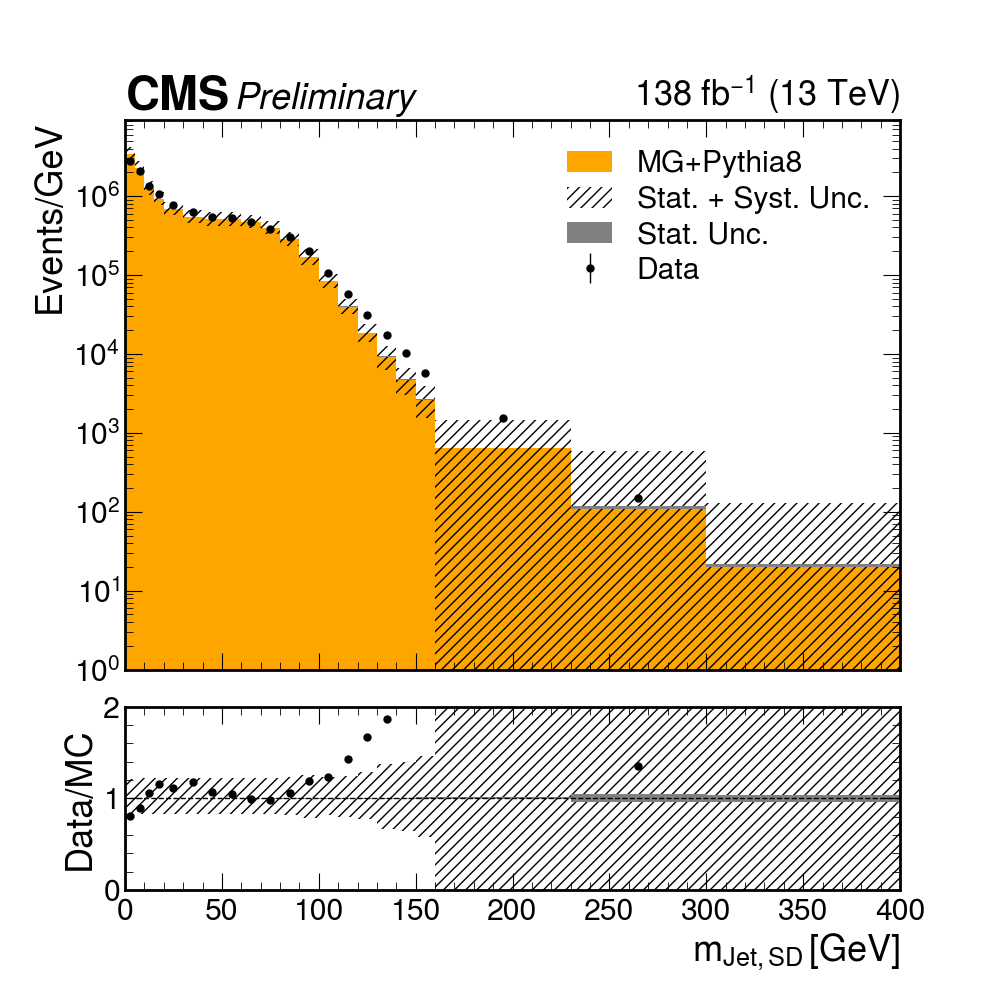 CMS Preliminary 138 fb⁻¹ (13 TeV)
Events/GeV
MG+Pythia8
Stat. + Syst. Unc.
Stat. Unc.
Data
10⁶
10⁵
10⁴
10³
10²
10¹
10⁰
Data/MC
2
1
0
0 50 100 150 200 250 300 350 400
m_Jet, SD [GeV]